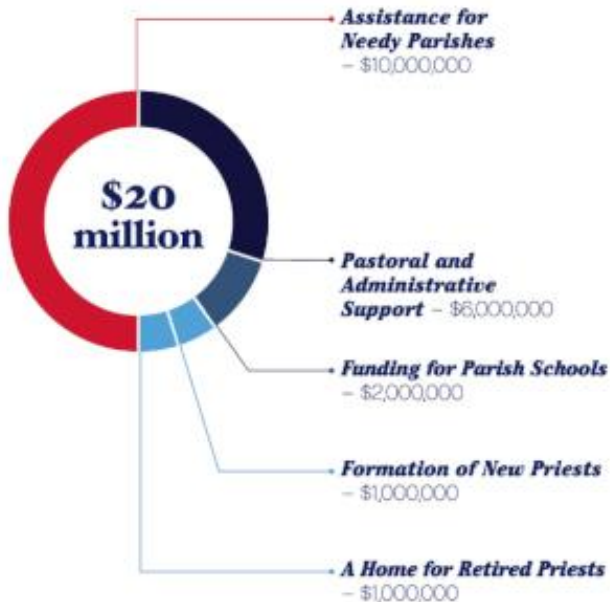 Assistance for
Needy Parishes
– $10,000,000
$20
million
Pastoral and
Administrative
Support – $6,000,000
Funding for Parish Schools
– $2,000,000
Formation of New Priests
– $1,000,000
A Home for Retired Priests
– $1,000,000